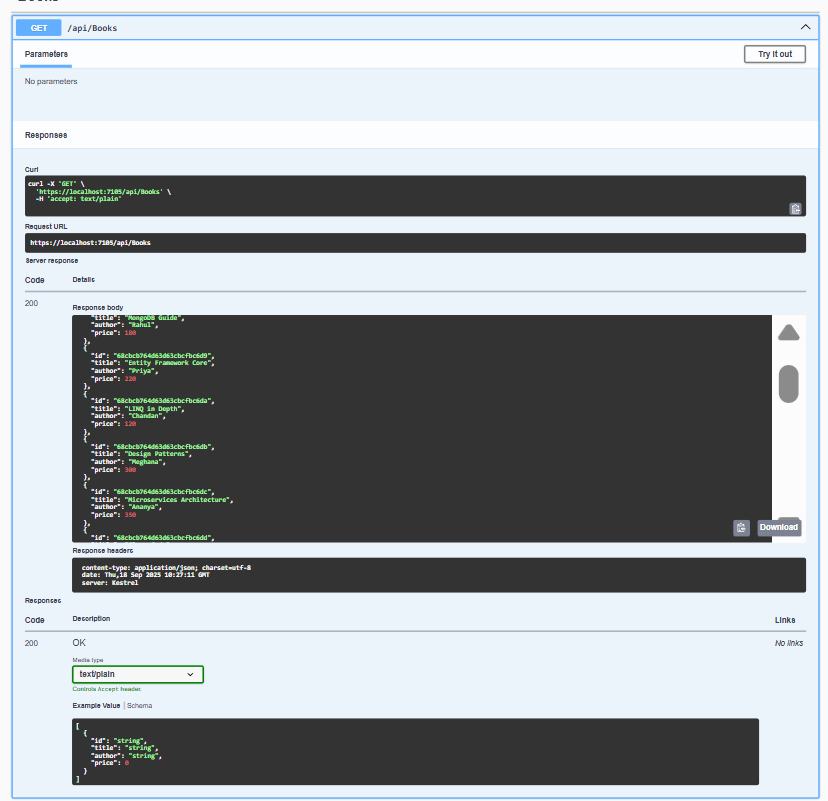 GET /api/Books
Parameters
Try it out
No parameters
Responses
Curl
curl -X 'GET' \
'https://localhost:7105/api/Books' \
-H 'accept: text/plain'
Request URL
https://localhost:7105/api/Books
Server response
Code Details
200
Response body
"title": "MongoDB Guide",
"author": "Rahul",
"price": 180
},
{
"id": "68cbcb764d63d63cbcfbc6d9",
"title": "Entity Framework Core",
"author": "Priya",
"price": 220
},
{
"id": "68cbcb764d63d63cbcfbc6da",
"title": "LINQ in Depth",
"author": "Chandan",
"price": 120
},
{
"id": "68cbcb764d63d63cbcfbc6db",
"title": "Design Patterns",
"author": "Meghana",
"price": 300
},
{
"id": "68cbcb764d63d63cbcfbc6dc",
"title": "Microservices Architecture",
"author": "Ananya",
"price": 350
},
{
"id": "68cbcb764d63d63cbcfbc6dd",
Download
Response headers
content-type: application/json; charset=utf-8
date: Thu,18 Sep 2025 10:27:11 GMT
server: Kestrel
Responses
Code Description Links
200 OK No links
Media type
text/plain
Controls Accept header.
Example Value | Schema
[
{
"id": "string",
"title": "string",
"author": "string",
"price": 0
}
]